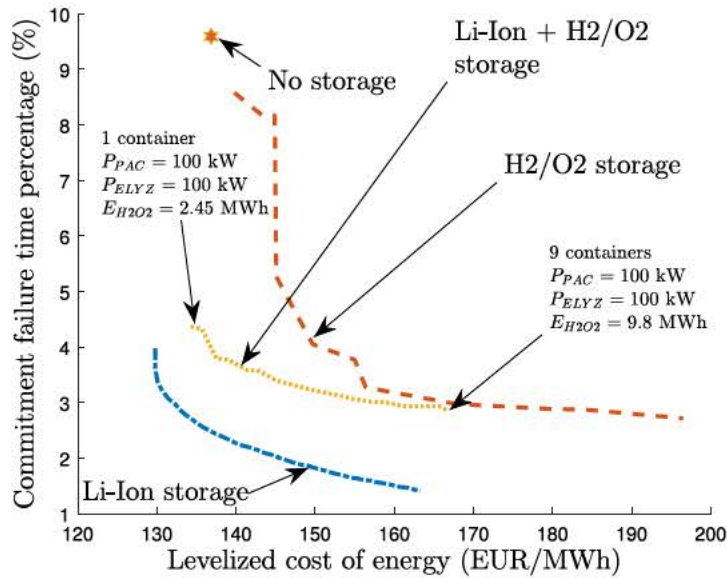 Commitment failure time percentage (%)
10
9
8
7
6
5
4
3
2
1
No storage
Li-Ion + H2/O2
storage
1 container
P_PAC = 100 kW
P_ELYZ = 100 kW
E_H2O2 = 2.45 MWh
H2/O2 storage
9 containers
P_PAC = 100 kW
P_ELYZ = 100 kW
E_H2O2 = 9.8 MWh
Li-Ion storage
120 130 140 150 160 170 180 190 200
Levelized cost of energy (EUR/MWh)